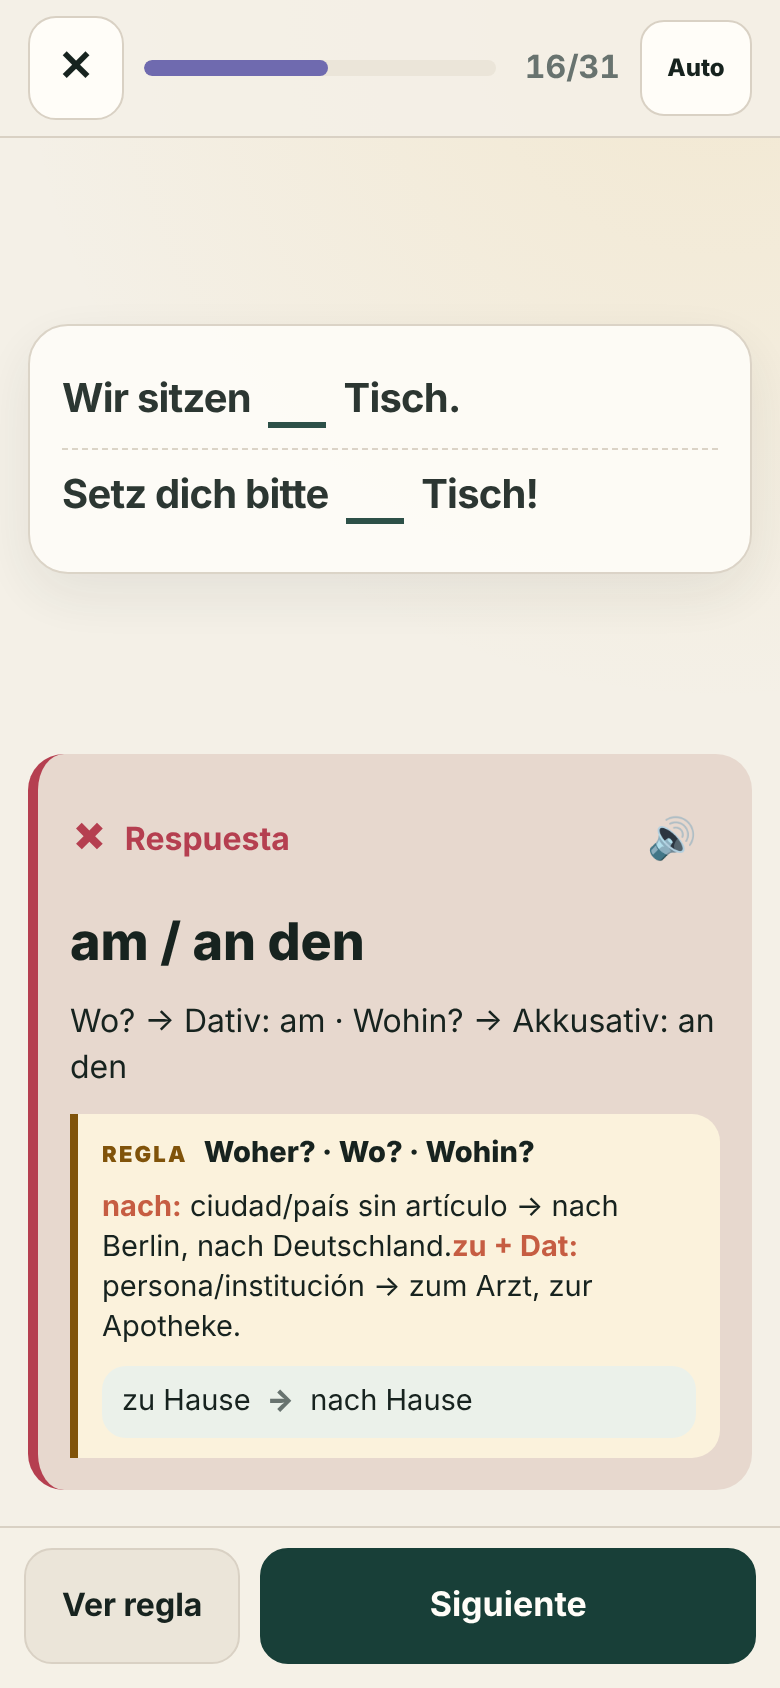 ✕ 16/31 Auto
Wir sitzen ___ Tisch.
Setz dich bitte ___ Tisch!
✖ Respuesta 🔊
am / an den
Wo? → Dativ: am · Wohin? → Akkusativ: an
den
REGLA Woher? · Wo? · Wohin?
nach: ciudad/país sin artículo → nach
Berlin, nach Deutschland.zu + Dat:
persona/institución → zum Arzt, zur
Apotheke.
zu Hause → nach Hause
Ver regla Siguiente